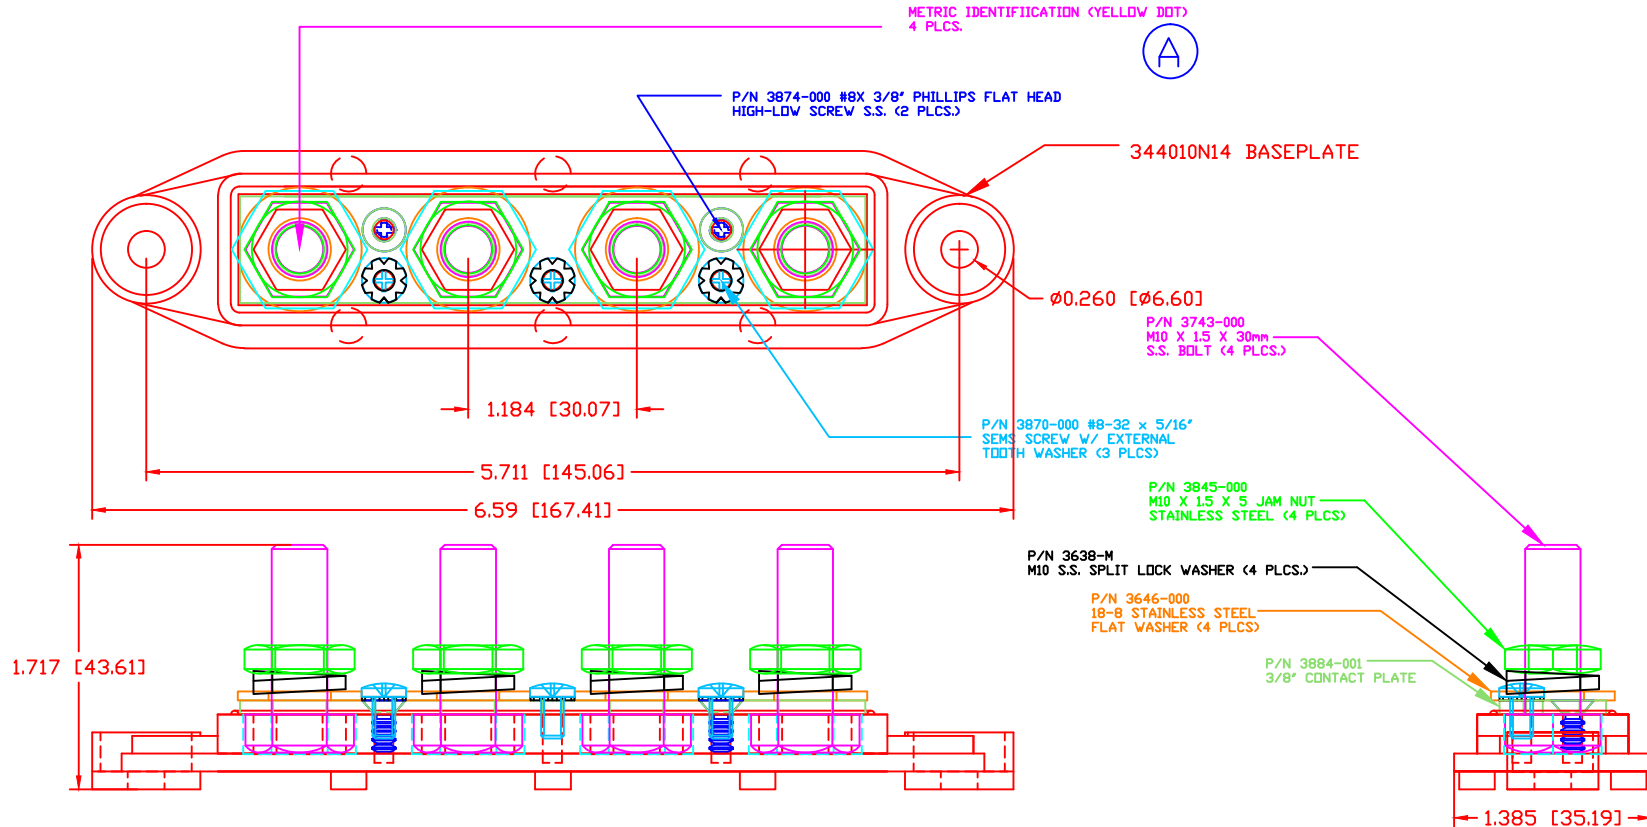 METRIC IDENTIFIICATION (YELLOW DOT)
4 PLCS.
A
P/N 3874-000 #8X 3/8" PHILLIPS FLAT HEAD
HIGH-LOW SCREW S.S. (2 PLCS.)
344010N14 BASEPLATE
Ø0.260 [Ø6.60]
P/N 3743-000
M10 X 1.5 X 30mm
S.S. BOLT (4 PLCS.)
1.184 [30.07]
P/N 3870-000 #8-32 x 5/16"
SEMS SCREW W/ EXTERNAL
TOOTH WASHER (3 PLCS)
5.711 [145.06]
6.59 [167.41]
P/N 3845-000
M10 X 1.5 X 5 JAM NUT
STAINLESS STEEL (4 PLCS)
P/N 3638-M
M10 S.S. SPLIT LOCK WASHER (4 PLCS.)
P/N 3646-000
18-8 STAINLESS STEEL
FLAT WASHER (4 PLCS)
1.717 [43.61]
P/N 3884-001
3/8" CONTACT PLATE
1.385 [35.19]